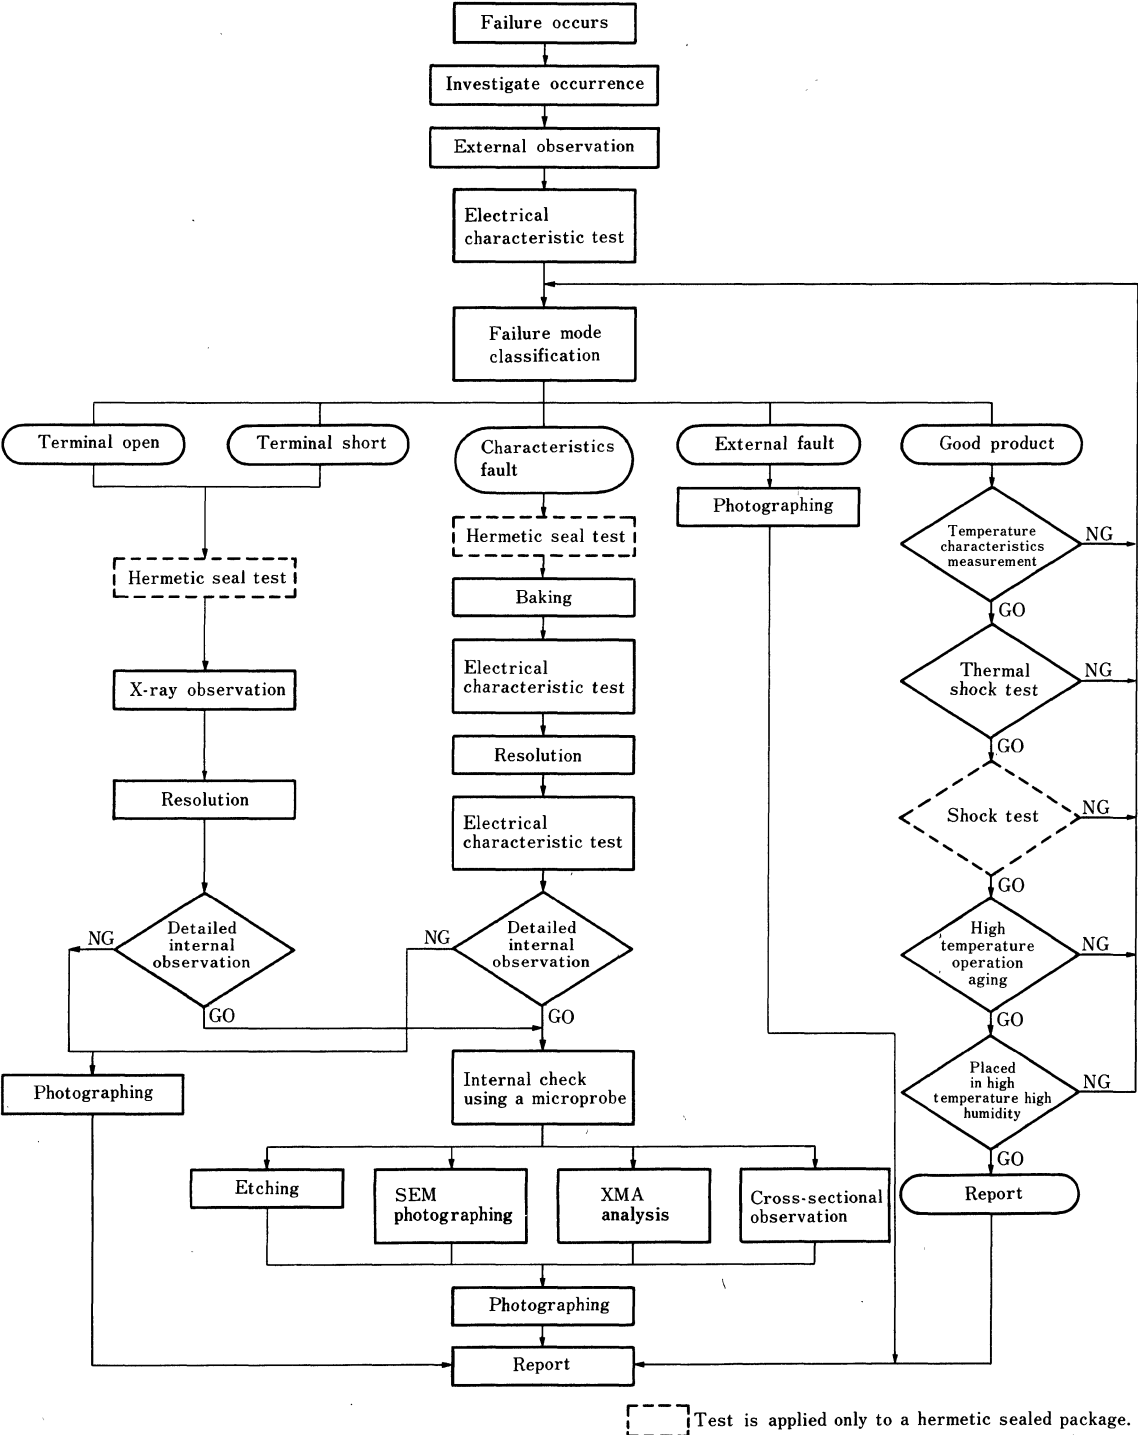 Failure occurs
Investigate occurrence
External observation
Electrical
characteristic test
Failure mode
classification
Terminal open
Terminal short
Characteristics
fault
External fault
Good product
Photographing
Hermetic seal test
Temperature
characteristics
measurement
NG
GO
Hermetic seal test
Baking
Electrical
characteristic test
Thermal
shock test
NG
GO
X-ray observation
Resolution
Resolution
Electrical
characteristic test
Shock test
NG
GO
Detailed
internal
observation
NG
GO
Detailed
internal
observation
NG
GO
High
temperature
operation
aging
NG
GO
Photographing
Internal check
using a microprobe
Placed
in high
temperature high
humidity
NG
GO
Etching
SEM
photographing
XMA
analysis
Cross-sectional
observation
Report
Photographing
Report
Test is applied only to a hermetic sealed package.